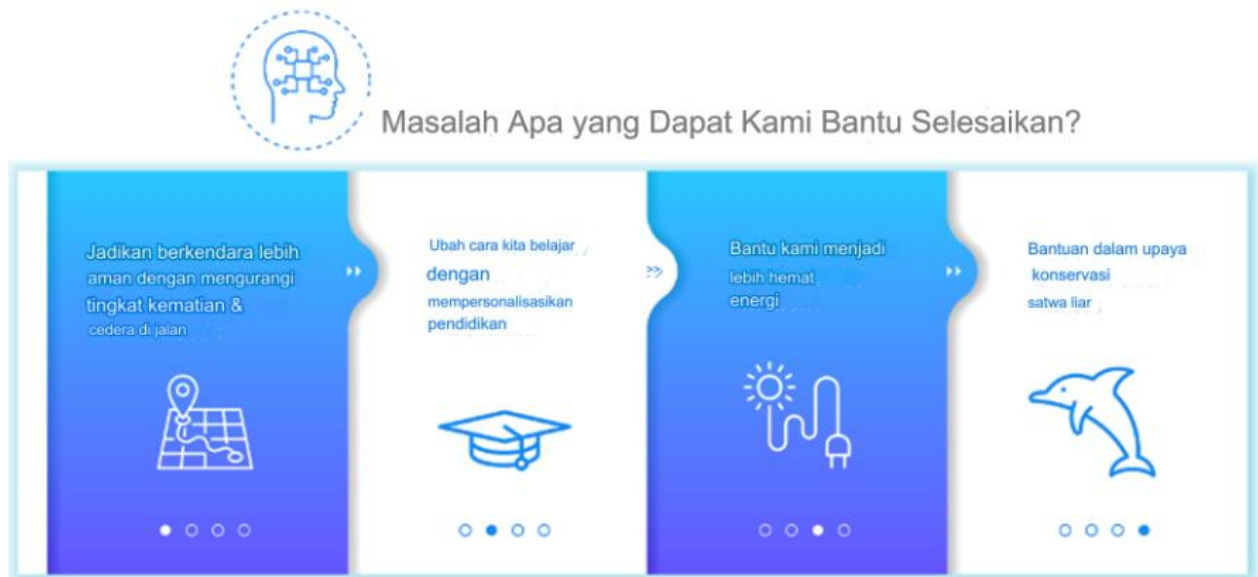 Masalah Apa yang Dapat Kami Bantu Selesaikan?
Jadikan berkendara lebih
aman dengan mengurangi
tingkat kematian &
cedera di jalan
Ubah cara kita belajar
dengan
mempersonalisasikan
pendidikan
Bantu kami menjadi
lebih hemat
energi
Bantuan dalam upaya
konservasi
satwa liar